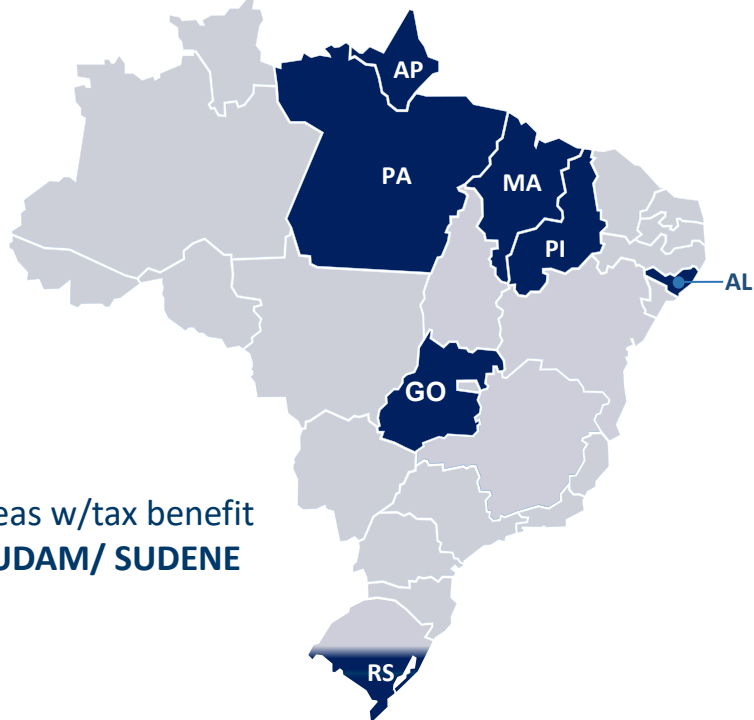 AP
PA
MA
PI
AL
GO
eas w/tax benefit
UDAM/ SUDENE
RS